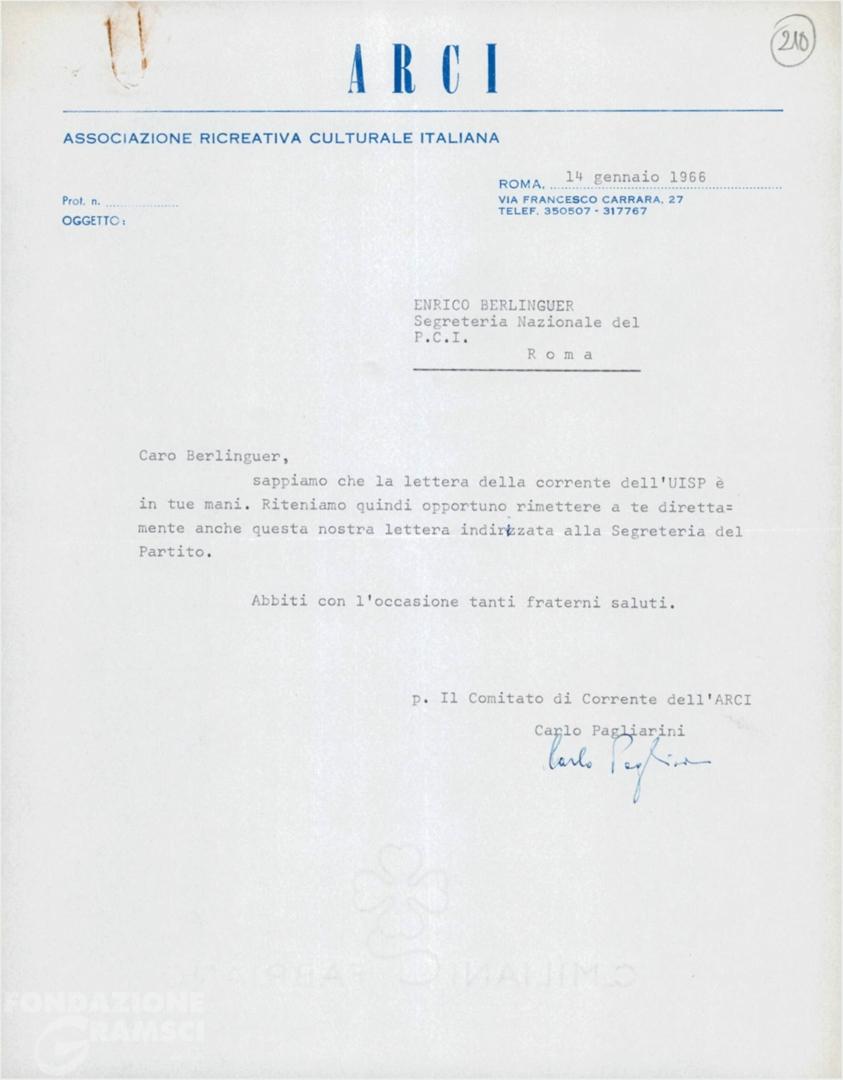 210
ARCI
ASSOCIAZIONE RICREATIVA CULTURALE ITALIANA
ROMA, 14 gennaio 1966
VIA FRANCESCO CARRARA, 27
TELEF. 350507 - 317767
Prot. n.
OGGETTO:
ENRICO BERLINGUER
Segreteria Nazionale del
P.C.I.
R o m a
Caro Berlinguer,
sappiamo che la lettera della corrente dell'UISP è
in tue mani. Riteniamo quindi opportuno rimettere a te diretta=
mente anche questa nostra lettera indirizzata alla Segreteria del
Partito.
Abbiti con l'occasione tanti fraterni saluti.
p. Il Comitato di Corrente dell'ARCI
Carlo Pagliarini
Carlo Pagliarini
C.MILIANI FABRIANO
FONDAZIONE
GRAMSCI